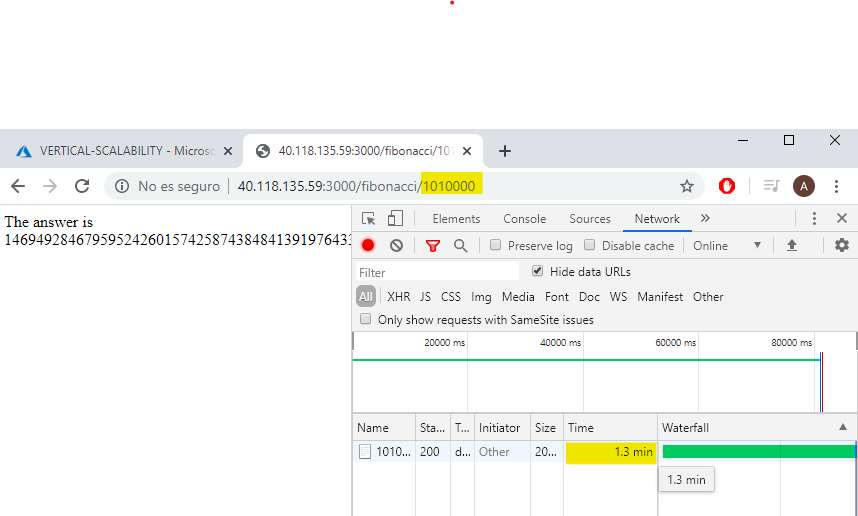 VERTICAL-SCALABILITY - Microso
40.118.135.59:3000/fibonacci/101
No es seguro
40.118.135.59:3000/fibonacci/1010000
A
The answer is
Elements Console Sources Network »
Preserve log Disable cache Online
Filter Hide data URLs
All XHR JS CSS Img Media Font Doc WS Manifest Other
Only show requests with SameSite issues
20000 ms 40000 ms 60000 ms 80000 ms
Name Sta... T... Initiator Size Time Waterfall
1010... 200 d... Other 20... 1.3 min
1.3 min